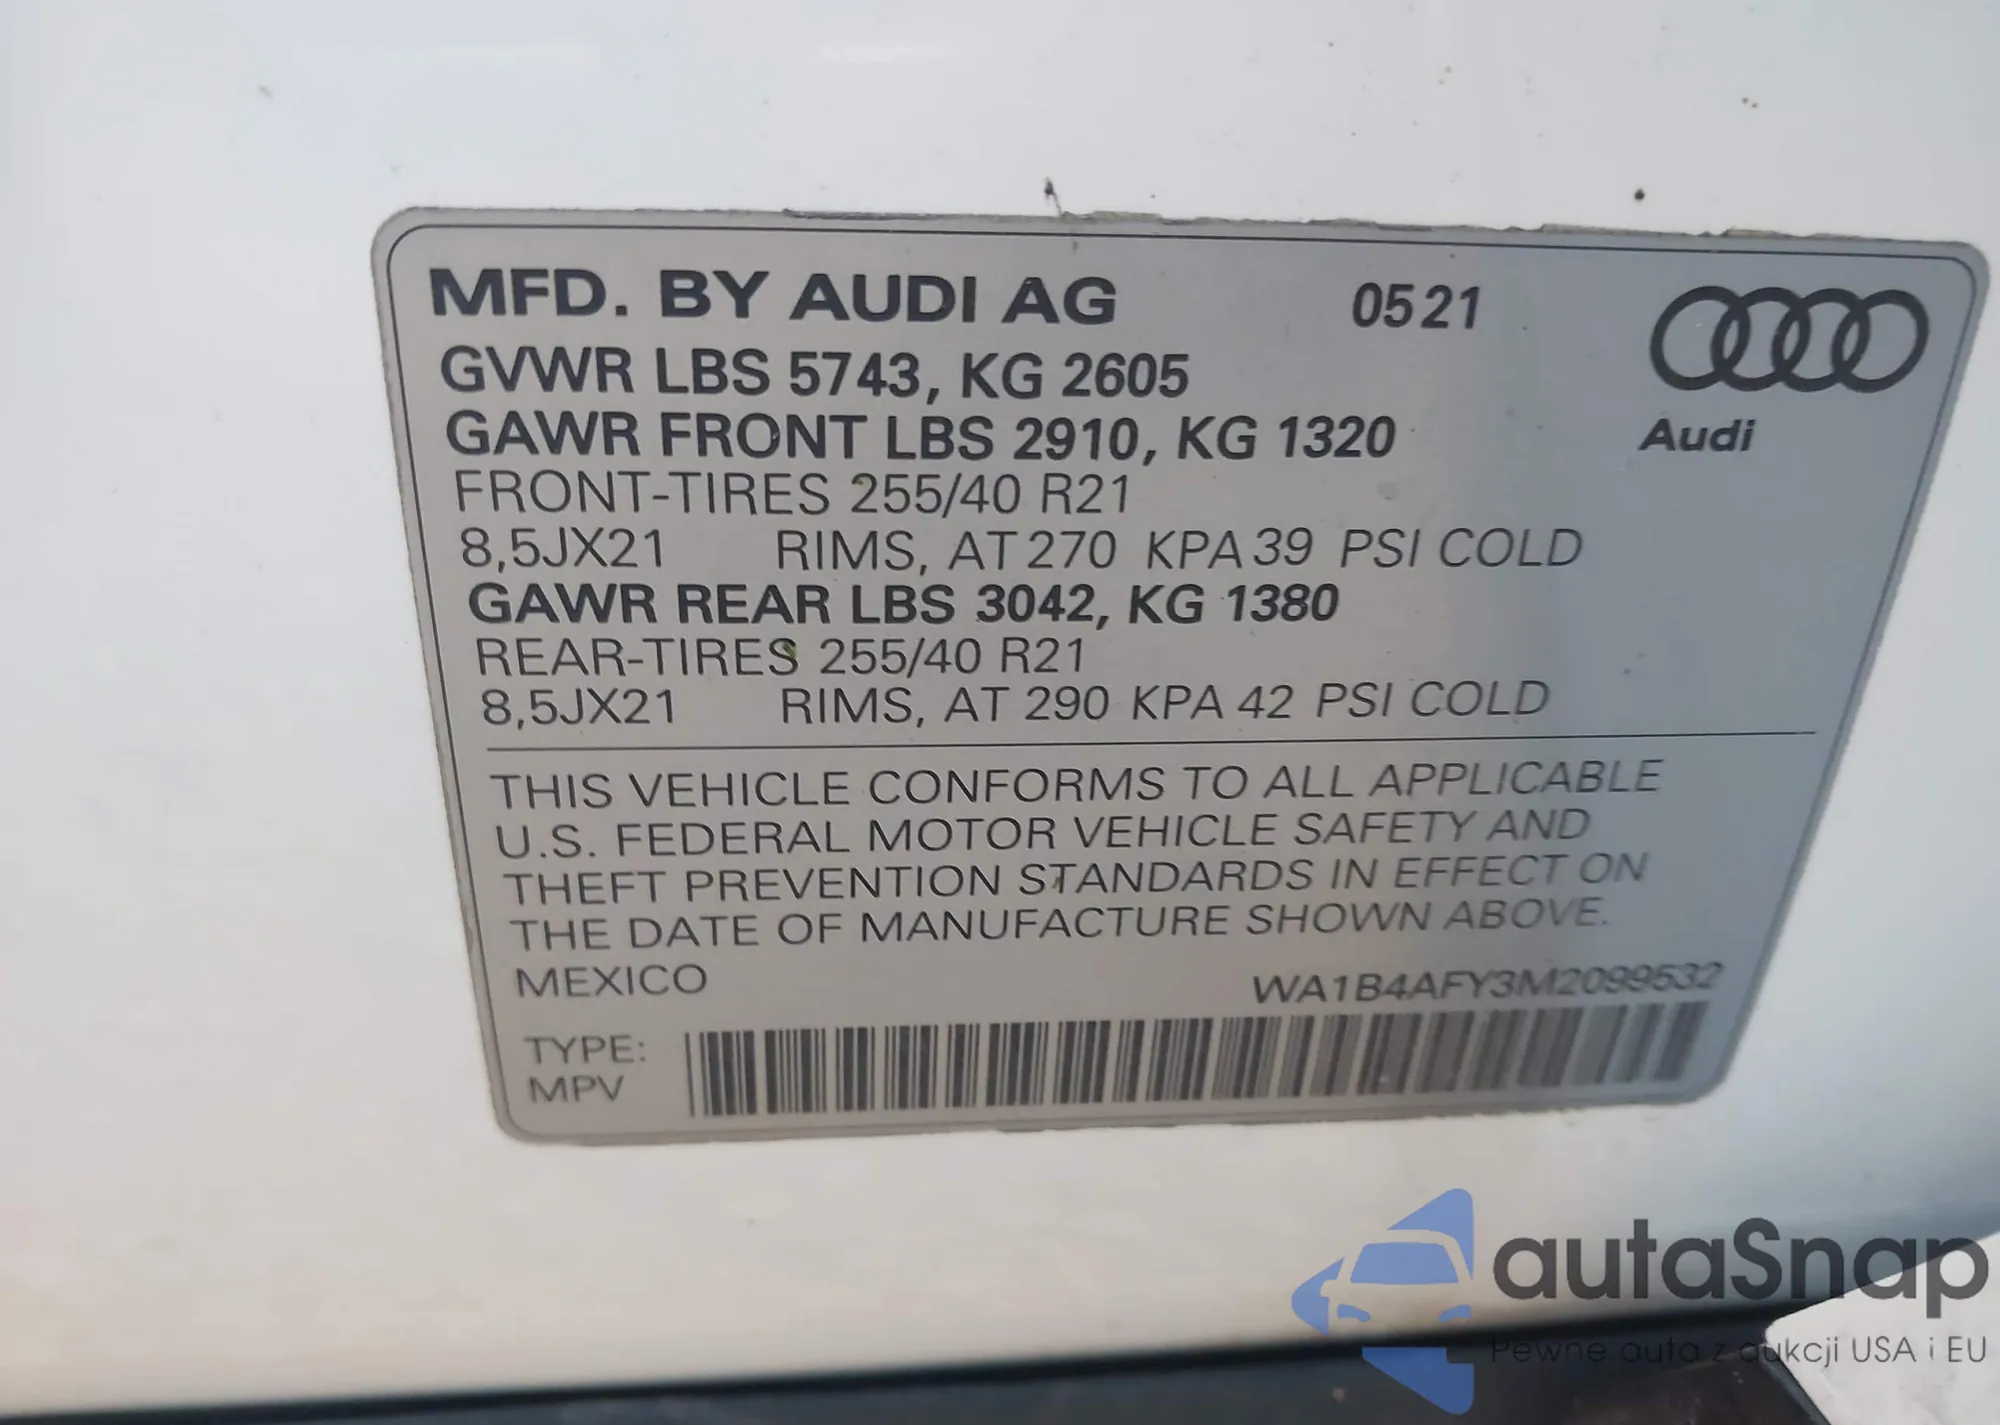 MFD. BY AUDI AG 05 21
GVWR LBS 5743, KG 2605
GAWR FRONT LBS 2910, KG 1320
Audi
FRONT-TIRES 255/40 R21
8,5JX21 RIMS, AT 270 KPA 39 PSI COLD
GAWR REAR LBS 3042, KG 1380
REAR-TIRES 255/40 R21
8,5JX21 RIMS, AT 290 KPA 42 PSI COLD
THIS VEHICLE CONFORMS TO ALL APPLICABLE
U.S. FEDERAL MOTOR VEHICLE SAFETY AND
THEFT PREVENTION STANDARDS IN EFFECT ON
THE DATE OF MANUFACTURE SHOWN ABOVE.
MEXICO WA1B4AFY3M2099532
TYPE:
MPV
autaSnap
Pewne auta z aukcji USA i EU